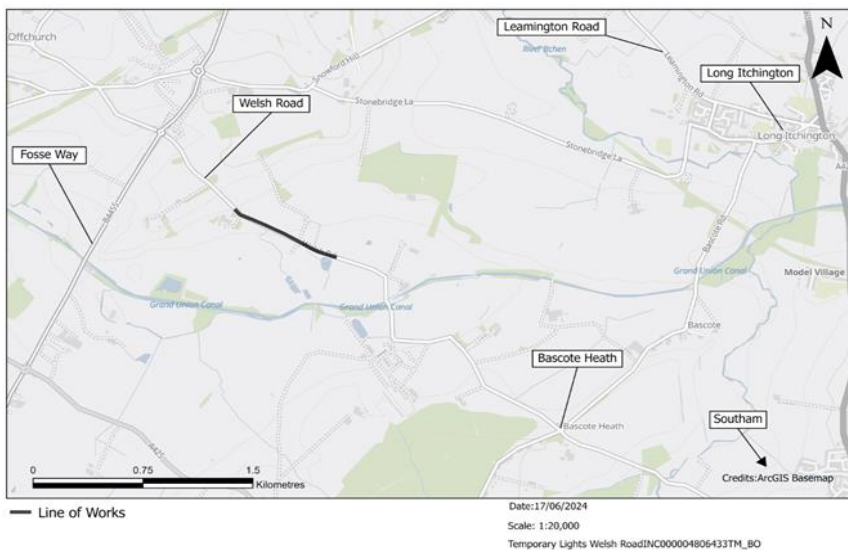 Offchurch
Leamington Road
N
River Itchen
Snowford Hill
Leamington Rd
Long Itchington
Welsh Road
Stonebridge La
Long Itchington
Fosse Way
Stonebridge La
B4455
Bascote Rd
Grand Union Canal
Model Village
Grand Union Canal
Grand Union Canal
Bascote
Bascote Heath
Bascote Heath
Southam
A425
0 0.75 1.5
Kilometres
Credits:ArcGIS Basemap
Line of Works
Date:17/06/2024
Scale: 1:20,000
Temporary Lights Welsh RoadINC000004806433TM_BO